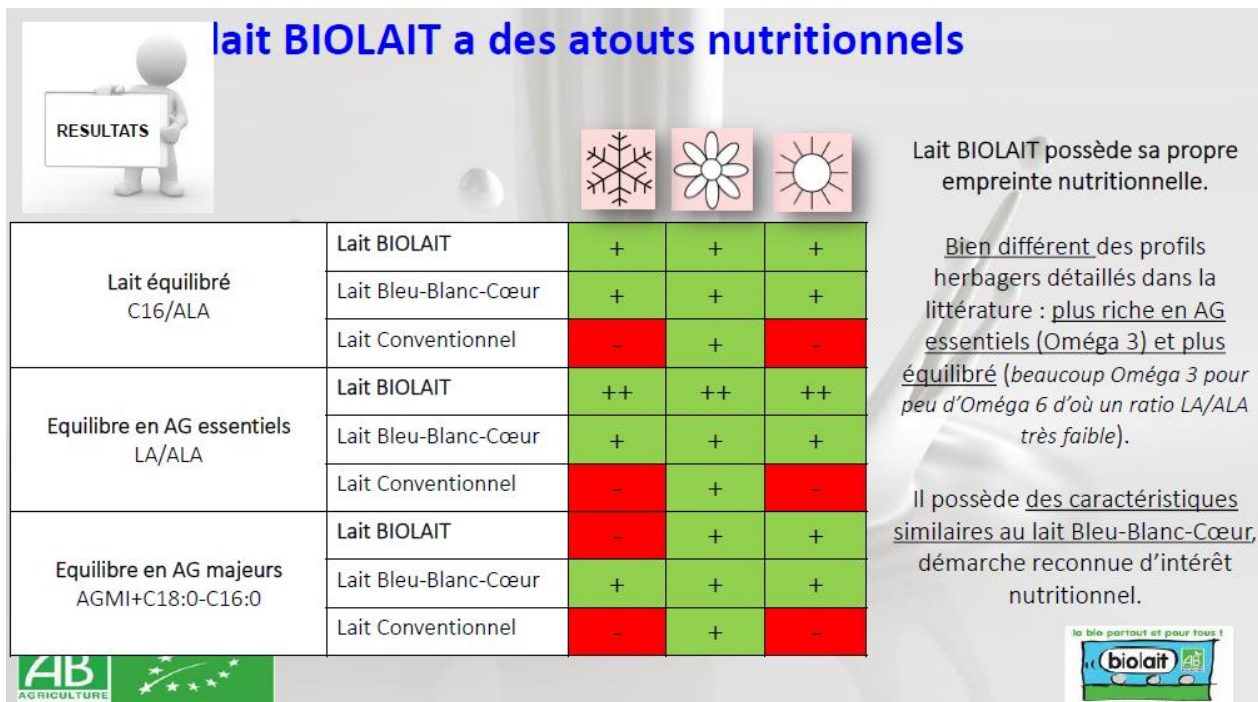 lait BIOLAIT a des atouts nutritionnels
RESULTATS
Lait équilibré
C16/ALA
Lait BIOLAIT + + +
Lait Bleu-Blanc-Cœur + + +
Lait Conventionnel - + -
Equilibre en AG essentiels
LA/ALA
Lait BIOLAIT ++ ++ ++
Lait Bleu-Blanc-Cœur + + +
Lait Conventionnel - + -
Equilibre en AG majeurs
AGMI+C18:0-C16:0
Lait BIOLAIT - + +
Lait Bleu-Blanc-Cœur + + +
Lait Conventionnel - + -
Lait BIOLAIT possède sa propre
empreinte nutritionnelle.
Bien différent des profils
herbagers détaillés dans la
littérature : plus riche en AG
essentiels (Oméga 3) et plus
équilibré (beaucoup Oméga 3 pour
peu d'Oméga 6 d'où un ratio LA/ALA
très faible).
Il possède des caractéristiques
similaires au lait Bleu-Blanc-Cœur,
démarche reconnue d'intérêt
nutritionnel.
AB
AGRICULTURE
la bio partout et pour tous !
biolait
AB